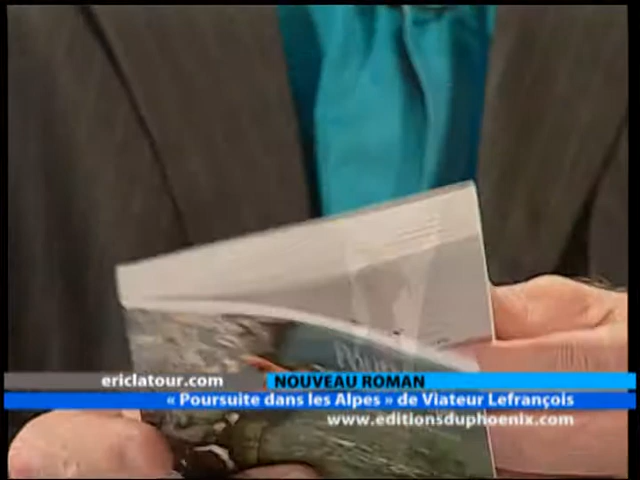 ericlatour.com
NOUVEAU ROMAN
« Poursuite dans les Alpes » de Viateur Lefrançois
www.editionsduphoenix.com